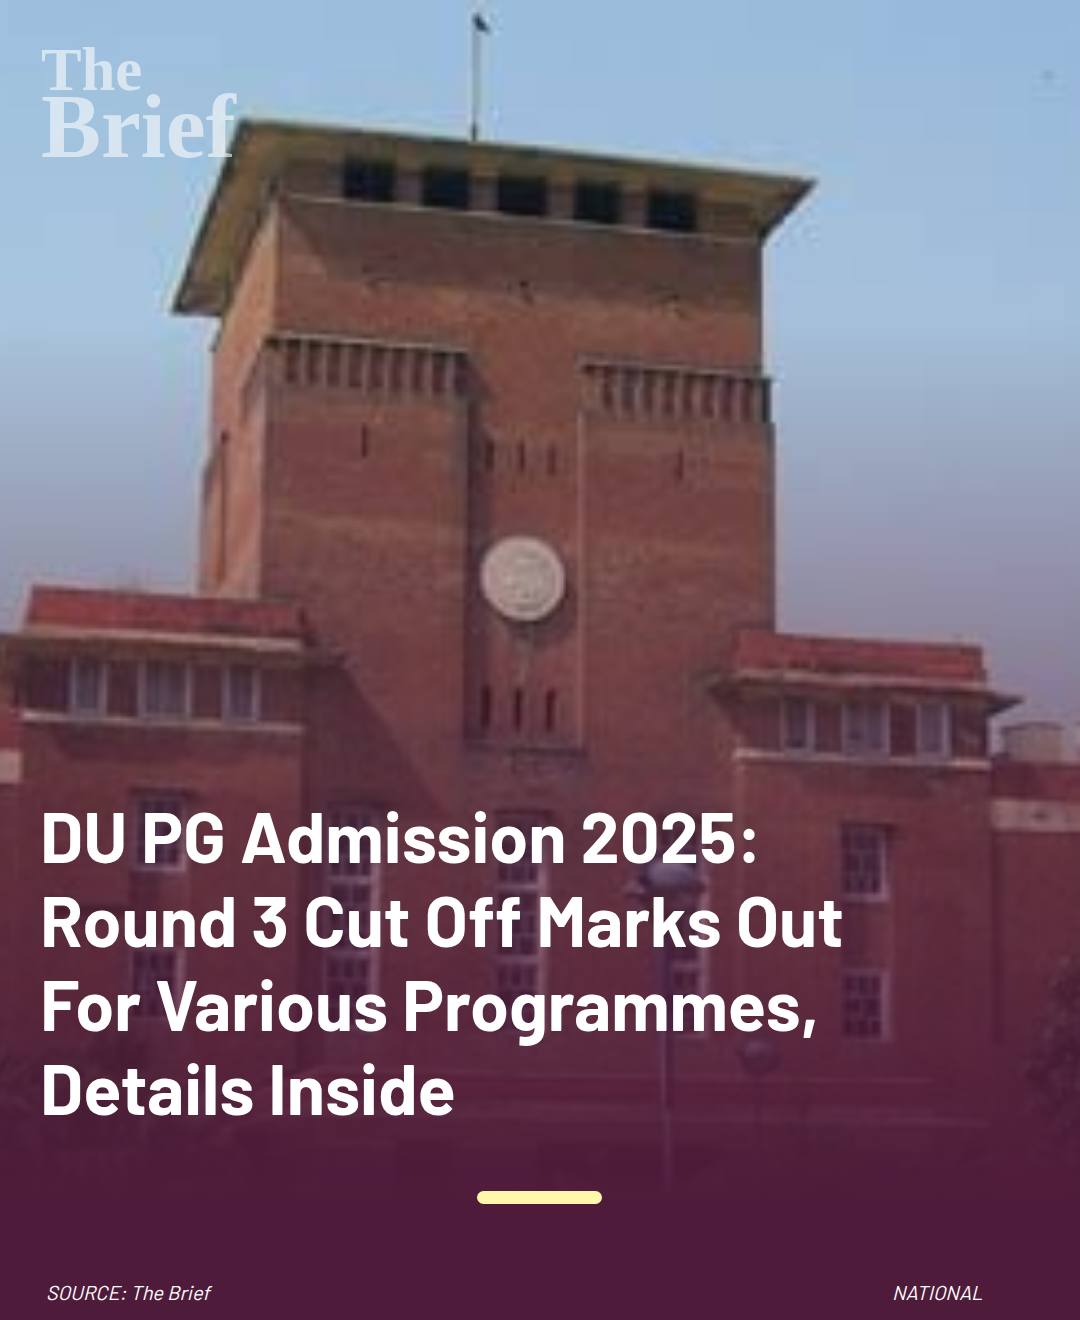 The
Brief
DU PG Admission 2025:
Round 3 Cut Off Marks Out
For Various Programmes,
Details Inside
SOURCE: The Brief
NATIONAL